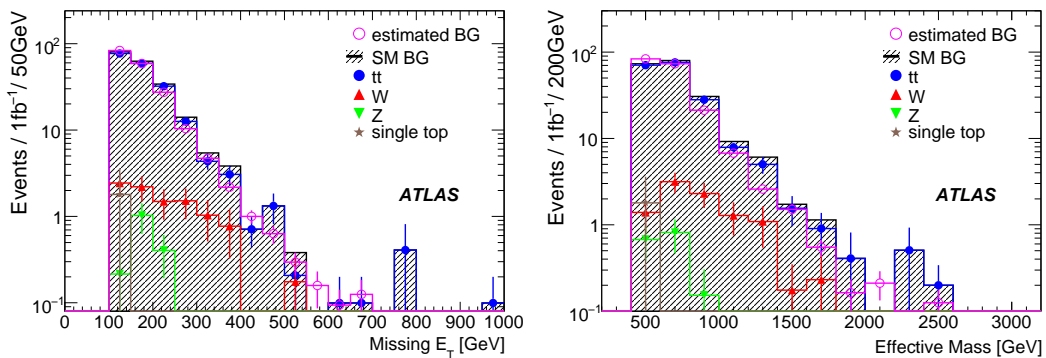 Events / 1fb⁻¹/ 50GeV
10²
10
1
10⁻¹
0 100 200 300 400 500 600 700 800 900 1000
Missing E_T [GeV]
estimated BG
SM BG
tt
W
Z
single top
ATLAS
Events / 1fb⁻¹/ 200GeV
10²
10
1
10⁻¹
500 1000 1500 2000 2500 3000
Effective Mass [GeV]
estimated BG
SM BG
tt
W
Z
single top
ATLAS